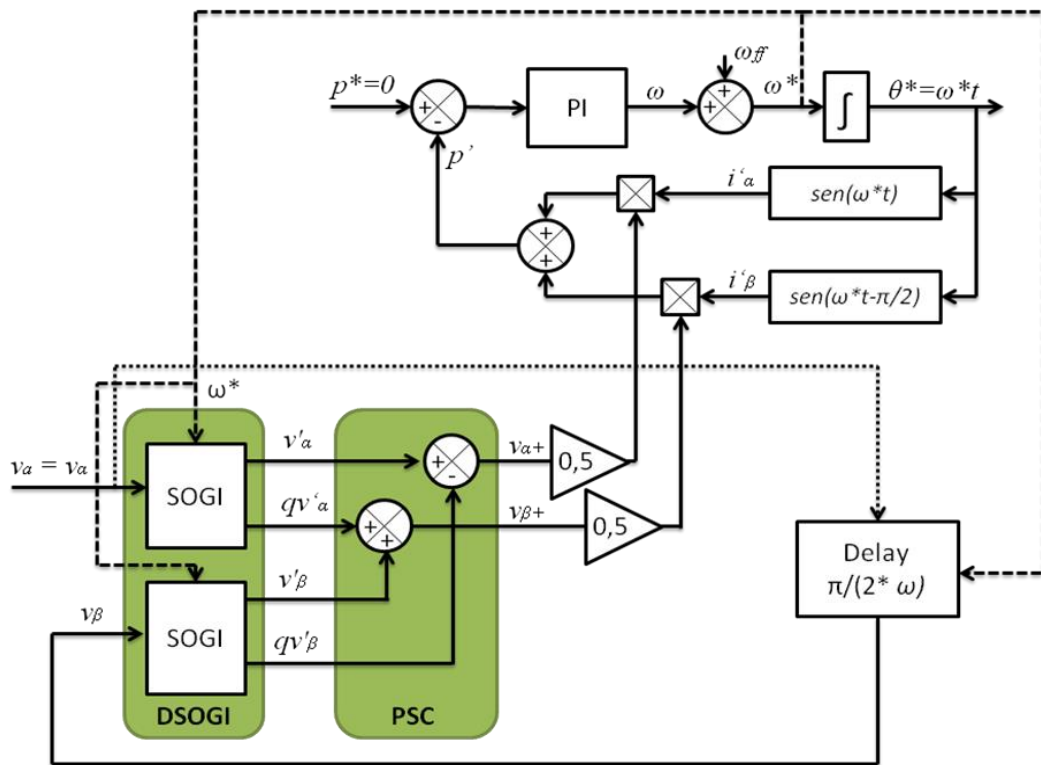 ωff
p*=0
+
-
PI
ω
+
+
ω*
∫
θ*=ω*t
p'
i'α
sen(ω*t)
+
+
i'β
sen(ω*t-π/2)
ω*
va = vα
SOGI
v'α
qv'α
+
-
vα+
0,5
+
+
vβ+
0,5
Delay
π/(2* ω)
vβ
SOGI
v'β
qv'β
DSOGI
PSC